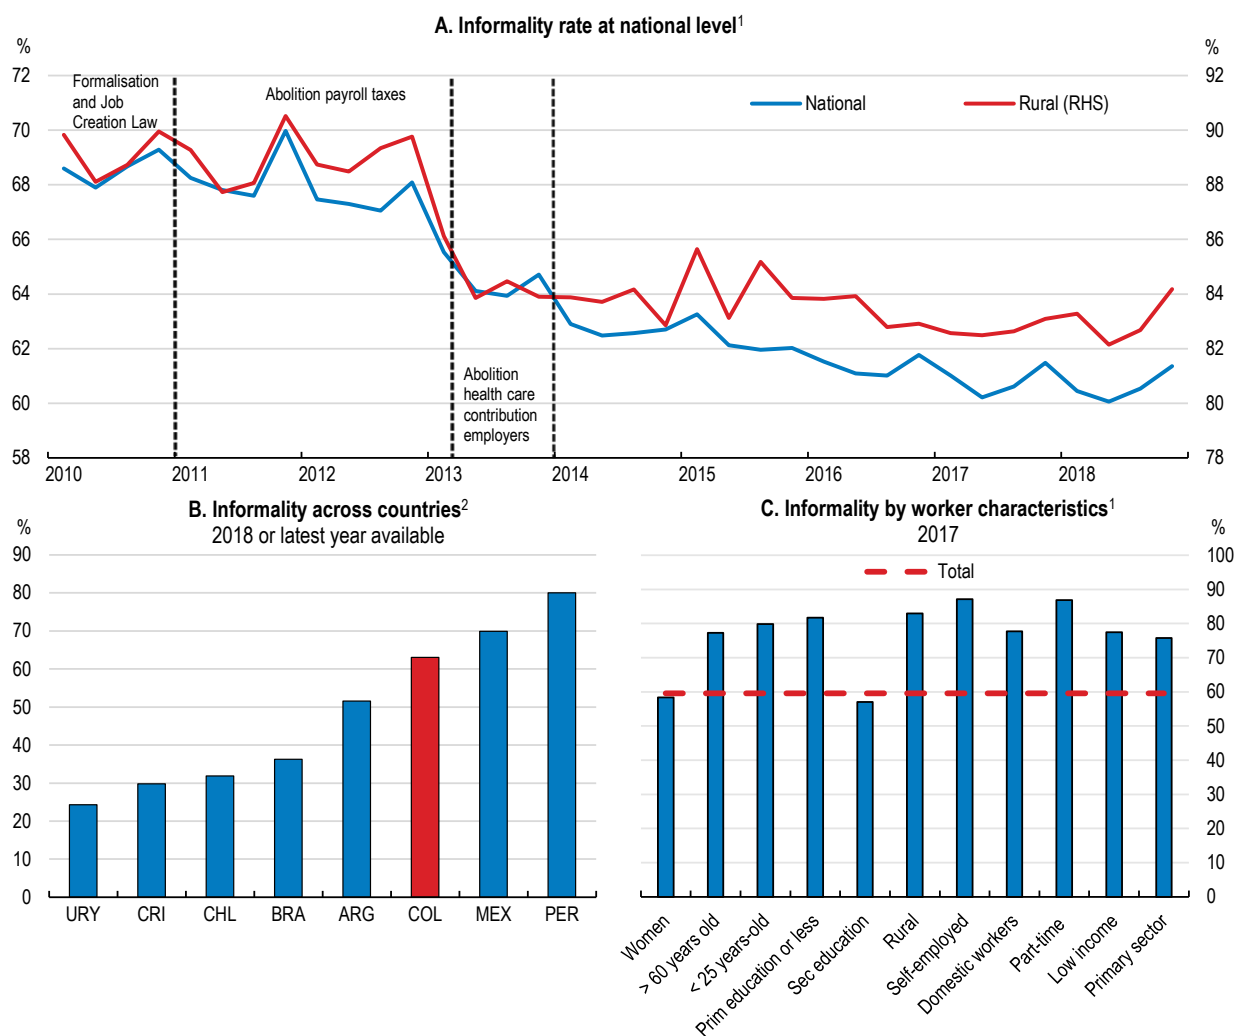 A. Informality rate at national level1
%
%
72
70
68
66
64
62
60
58
92
90
88
86
84
82
80
78
Formalisation
and Job
Creation Law
Abolition payroll taxes
National
Rural (RHS)
Abolition
health care
contribution
employers
2010
2011
2012
2013
2014
2015
2016
2017
2018
B. Informality across countries2
2018 or latest year available
%
90
80
70
60
50
40
30
20
10
0
URY
CRI
CHL
BRA
ARG
COL
MEX
PER
C. Informality by worker characteristics1
2017
%
Total
100
90
80
70
60
50
40
30
20
10
0
Women
> 60 years old
< 25 years-old
Prim education or less
Sec education
Rural
Self-employed
Domestic workers
Part-time
Low income
Primary sector